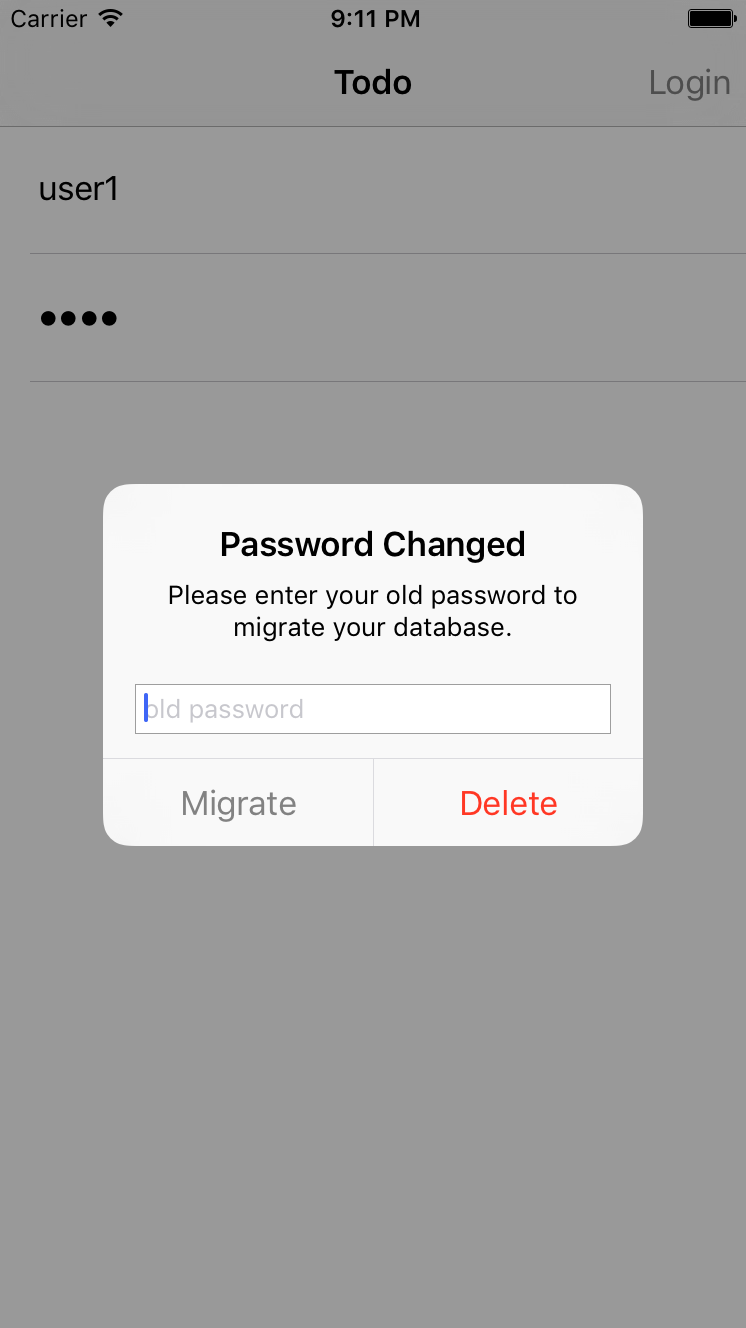 Carrier 9:11 PM
Todo Login
user1
••••
Password Changed
Please enter your old password to
migrate your database.
old password
Migrate Delete